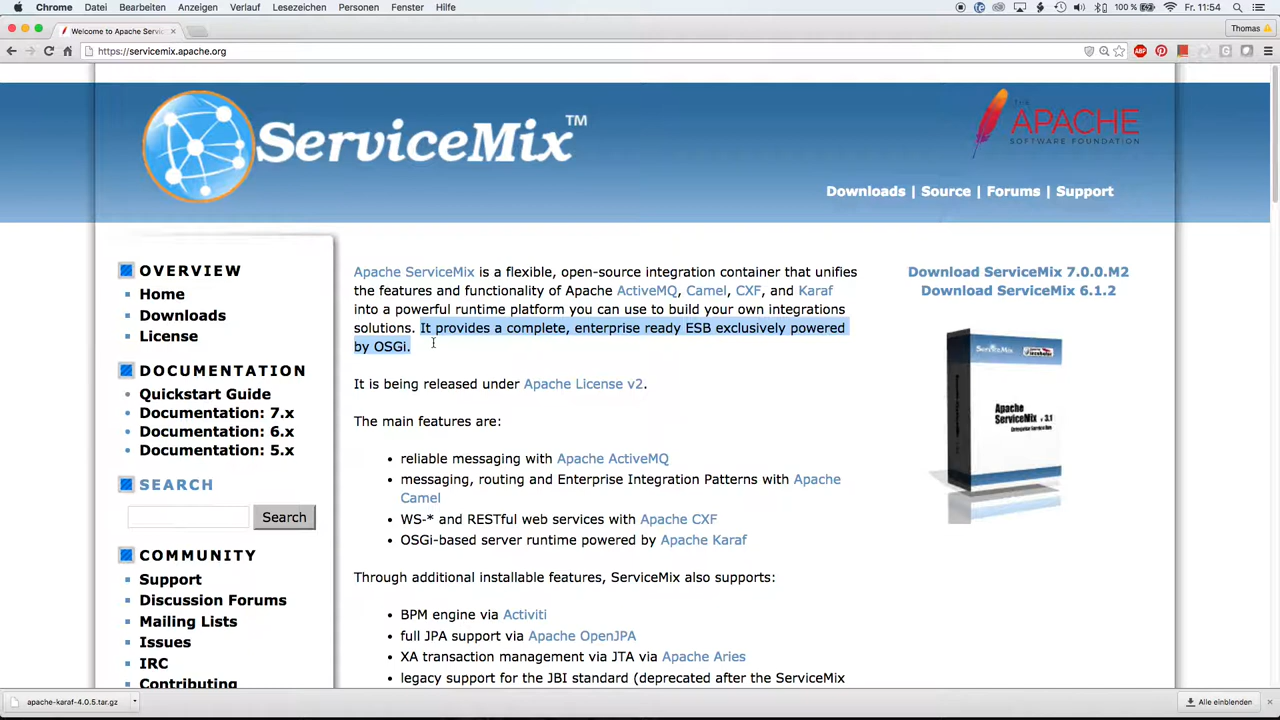 Chrome Datei Bearbeiten Anzeigen Verlauf Lesezeichen Personen Fenster Hilfe 100 % Fr. 11:54
Welcome to Apache Servic Thomas
https://servicemix.apache.org
ServiceMix™
THE
APACHE
SOFTWARE FOUNDATION
Downloads | Source | Forums | Support
OVERVIEW
Home
Downloads
License
DOCUMENTATION
Quickstart Guide
Documentation: 7.x
Documentation: 6.x
Documentation: 5.x
SEARCH
Search
COMMUNITY
Support
Discussion Forums
Mailing Lists
Issues
IRC
Contributing
Apache ServiceMix is a flexible, open-source integration container that unifies
the features and functionality of Apache ActiveMQ, Camel, CXF, and Karaf
into a powerful runtime platform you can use to build your own integrations
solutions. It provides a complete, enterprise ready ESB exclusively powered
by OSGi.
It is being released under Apache License v2.
The main features are:
• reliable messaging with Apache ActiveMQ
• messaging, routing and Enterprise Integration Patterns with Apache
Camel
• WS-* and RESTful web services with Apache CXF
• OSGi-based server runtime powered by Apache Karaf
Through additional installable features, ServiceMix also supports:
• BPM engine via Activiti
• full JPA support via Apache OpenJPA
• XA transaction management via JTA via Apache Aries
• legacy support for the JBI standard (deprecated after the ServiceMix
Download ServiceMix 7.0.0.M2
Download ServiceMix 6.1.2
ServiceMix
Apache
ServiceMix v 3.1
Enterprise Service Bus
apache-karaf-4.0.5.tar.gz
Alle einblenden